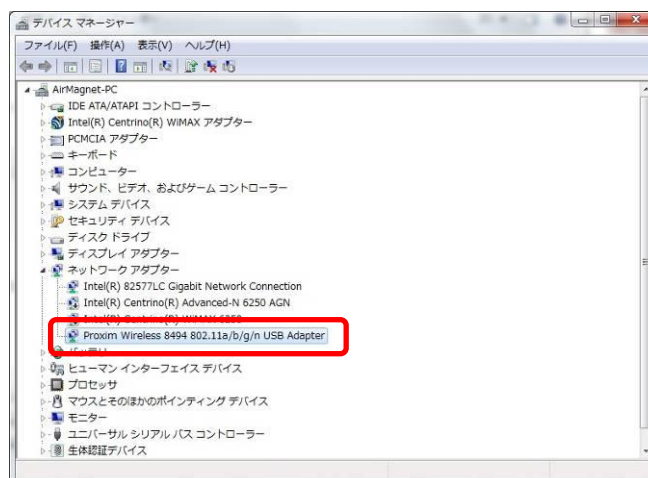 デバイス マネージャー
ファイル(F) 操作(A) 表示(V) ヘルプ(H)
AirMagnet-PC
IDE ATA/ATAPI コントローラー
Intel(R) Centrino(R) WiMAX アダプター
PCMCIA アダプター
キーボード
コンピューター
サウンド、ビデオ、およびゲーム コントローラー
システム デバイス
セキュリティ デバイス
ディスク ドライブ
ディスプレイ アダプター
ネットワーク アダプター
Intel(R) 82577LC Gigabit Network Connection
Intel(R) Centrino(R) Advanced-N 6250 AGN
Intel(R) Centrino(R) WiMAX 6250
Proxim Wireless 8494 802.11a/b/g/n USB Adapter
ヒューマン インターフェイス デバイス
プロセッサ
マウスとそのほかのポインティング デバイス
モニター
ユニバーサル シリアル バス コントローラー
生体認証デバイス